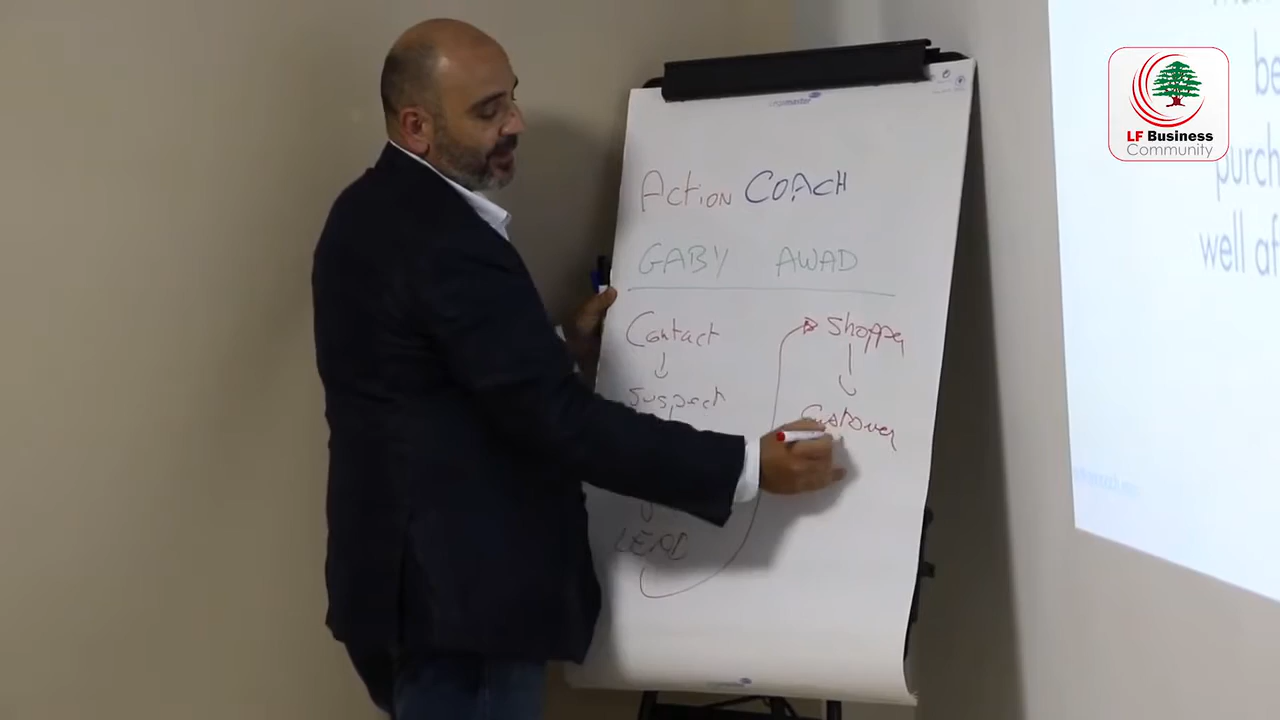 Action COACH
GABY AWAD
Contact
Suspect
LEAD
Shopper
Customer
be
purch
well af
LF Business
Community